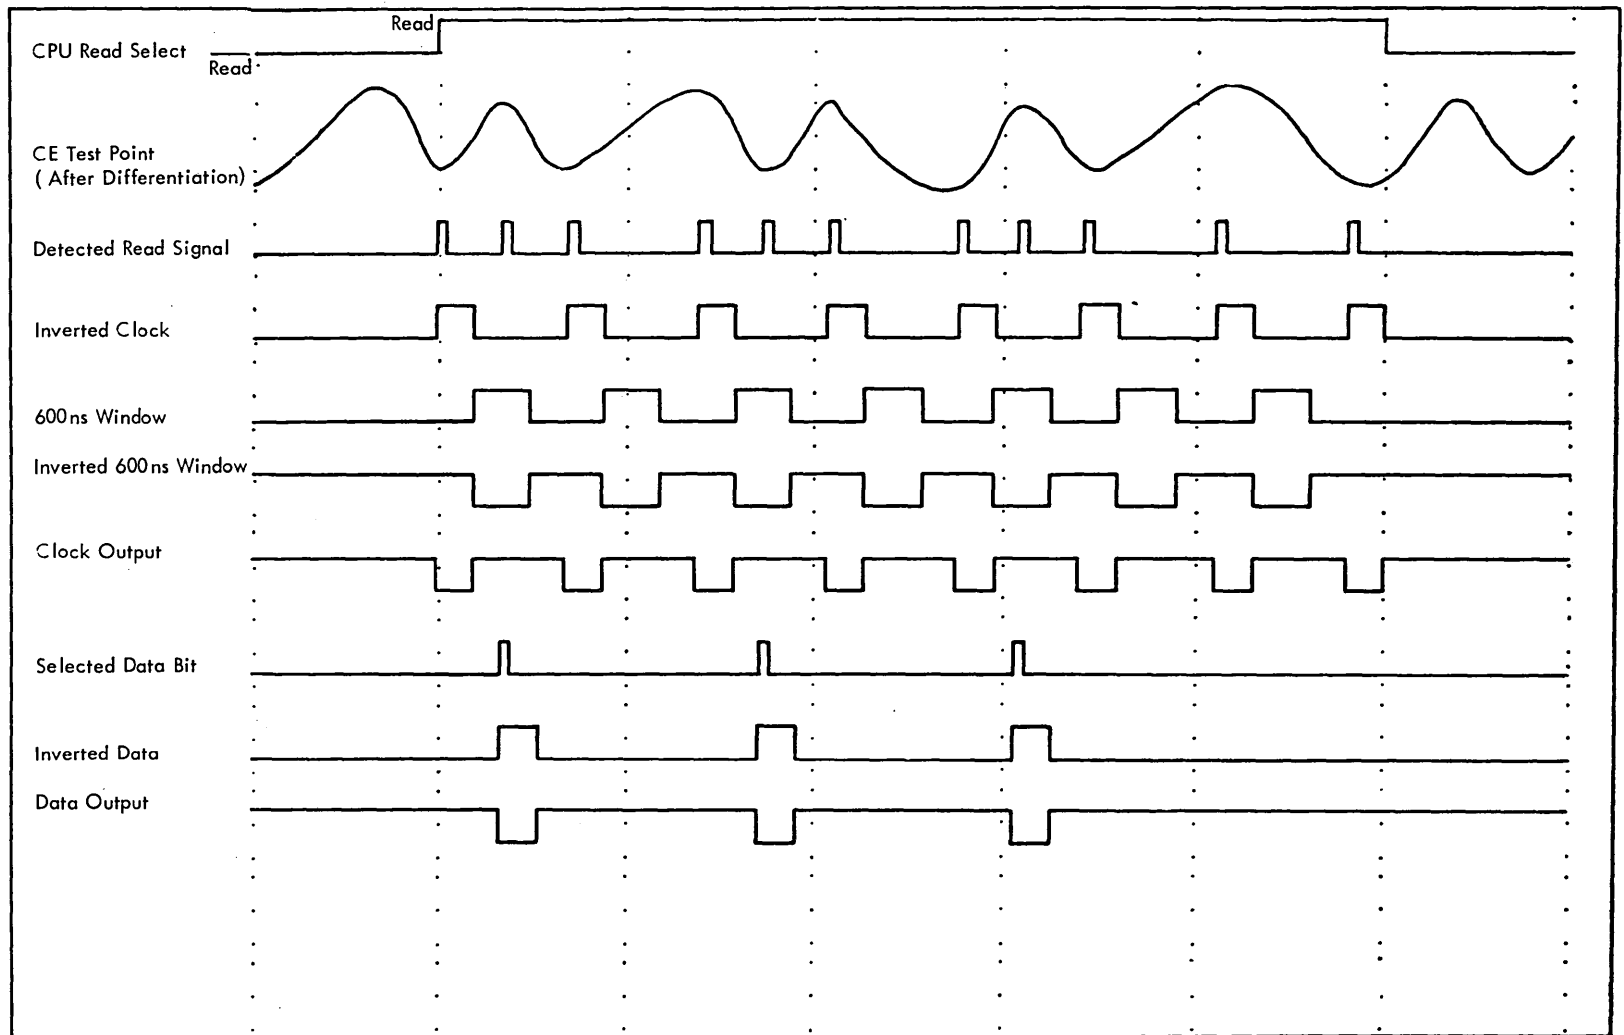 Read
CPU Read Select
Read
CE Test Point
( After Differentiation)
Detected Read Signal
Inverted Clock
600ns Window
Inverted 600ns Window
Clock Output
Selected Data Bit
Inverted Data
Data Output